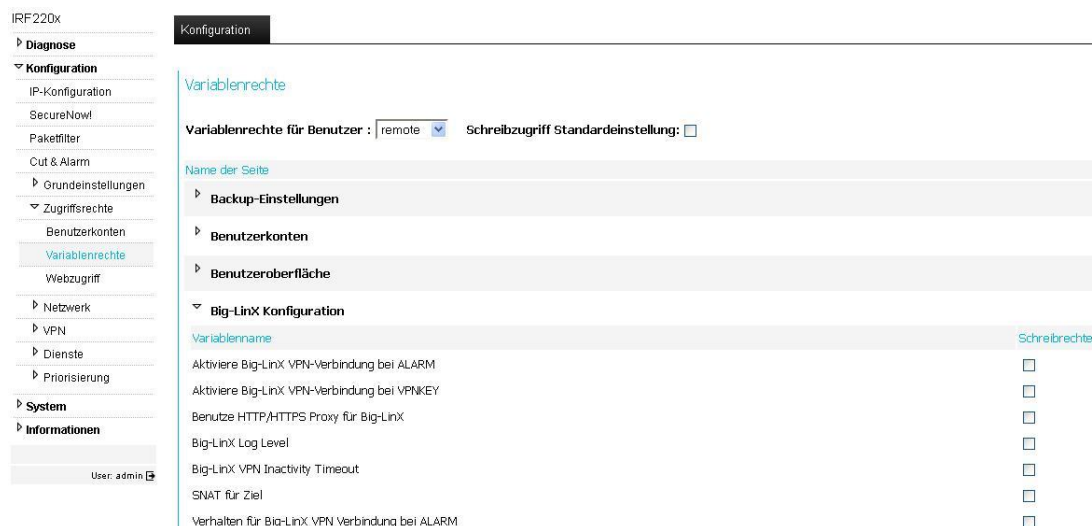 IRF220x
Diagnose
Konfiguration
IP-Konfiguration
SecureNow!
Paketfilter
Cut & Alarm
Grundeinstellungen
Zugriffsrechte
Benutzerkonten
Variablenrechte
Webzugriff
Netzwerk
VPN
Dienste
Priorisierung
System
Informationen
User: admin
Konfiguration
Variablenrechte
Variablenrechte für Benutzer : remote Schreibzugriff Standardeinstellung:
Name der Seite
Backup-Einstellungen
Benutzerkonten
Benutzeroberfläche
Big-LinX Konfiguration
Variablenname Schreibrechte
Aktiviere Big-LinX VPN-Verbindung bei ALARM
Aktiviere Big-LinX VPN-Verbindung bei VPNKEY
Benutze HTTP/HTTPS Proxy für Big-LinX
Big-LinX Log Level
Big-LinX VPN Inactivity Timeout
SNAT für Ziel
Verhalten für Big-LinX VPN Verbindung bei ALARM